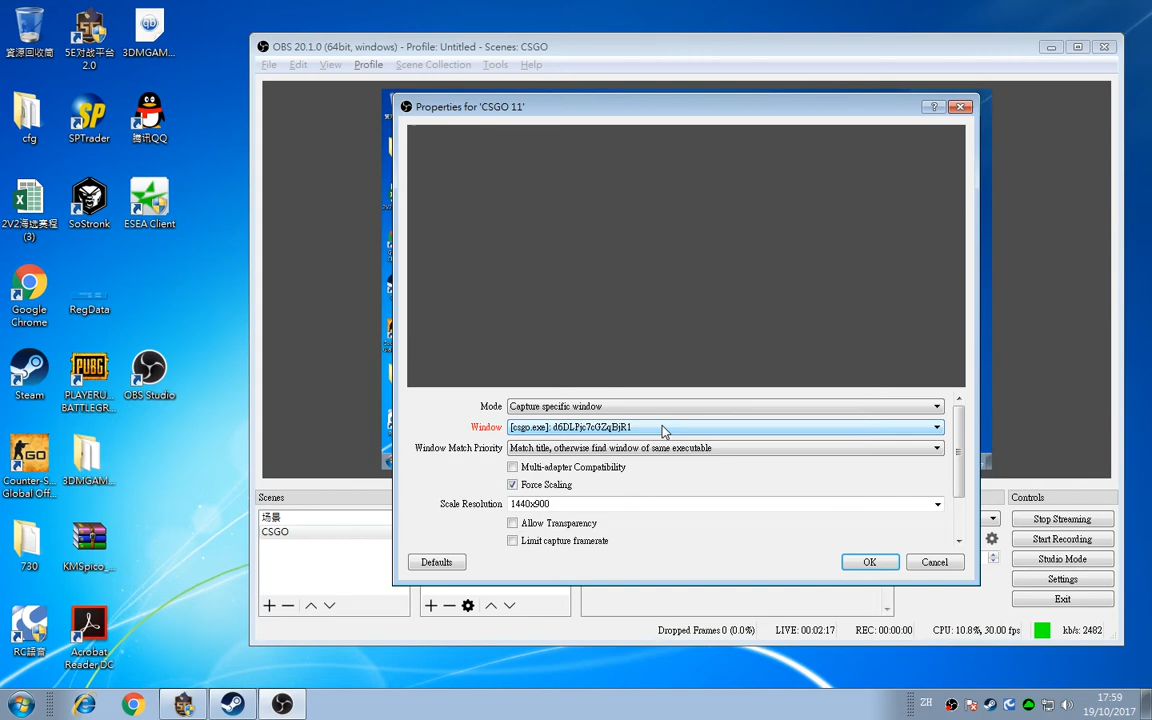 資源回收筒
5E对战平台
2.0
3DMGAM...
cfg
SPTrader
腾讯QQ
2V2海选赛程
(3)
SoStronk
ESEA Client
Google
Chrome
RegData
Steam
PLAYERU...
BATTLEGR...
OBS Studio
Counter-S...
Global Off...
3DMGAM...
730
KMSpico_...
RC語音
Acrobat
Reader DC
OBS 20.1.0 (64bit, windows) - Profile: Untitled - Scenes: CSGO
File Edit View Profile Scene Collection Tools Help
Properties for 'CSGO 11'
Mode Capture specific window
Window [csgo.exe]: d6DLPjc7cGZqBjR1
Window Match Priority Match title, otherwise find window of same executable
Multi-adapter Compatibility
Force Scaling
Scale Resolution 1440x900
Allow Transparency
Limit capture framerate
Defaults OK Cancel
Scenes
场景
CSGO
Controls
Stop Streaming
Start Recording
Studio Mode
Settings
Exit
Dropped Frames 0 (0.0%) LIVE: 00:02:17 REC: 00:00:00 CPU: 10.8%, 30.00 fps kb/s: 2482
ZH
17:59
19/10/2017